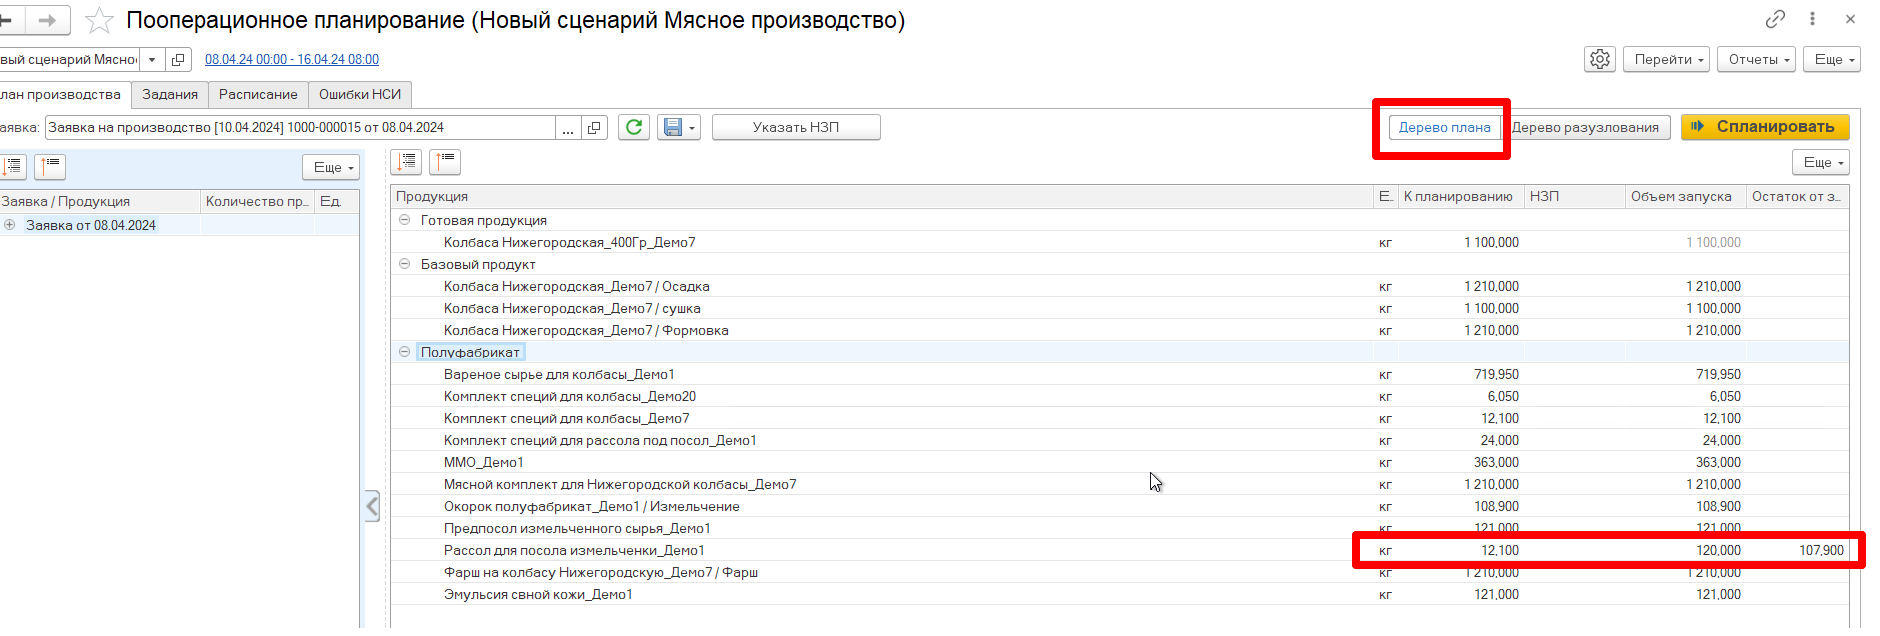 Пооперационное планирование (Новый сценарий Мясное производство)
вый сценарий Мясно 08.04.24 00:00 - 16.04.24 08:00 Перейти Отчеты Еще
лан производства Задания Расписание Ошибки НСИ
аявка: Заявка на производство [10.04.2024] 1000-000015 от 08.04.2024 ... Указать НЗП Дерево плана Дерево разузлования Спланировать
Еще Еще
Заявка / Продукция Количество пр... Ед.
Заявка от 08.04.2024
Продукция Е... К планированию НЗП Объем запуска Остаток от з...
Готовая продукция
Колбаса Нижегородская_400Гр_Демо7 кг 1 100,000 1 100,000
Базовый продукт
Колбаса Нижегородская_Демо7 / Осадка кг 1 210,000 1 210,000
Колбаса Нижегородская_Демо7 / сушка кг 1 100,000 1 100,000
Колбаса Нижегородская_Демо7 / Формовка кг 1 210,000 1 210,000
Полуфабрикат
Вареное сырье для колбасы_Демо1 кг 719,950 719,950
Комплект специй для колбасы_Демо20 кг 6,050 6,050
Комплект специй для колбасы_Демо7 кг 12,100 12,100
Комплект специй для рассола под посол_Демо1 кг 24,000 24,000
ММО_Демо1 кг 363,000 363,000
Мясной комплект для Нижегородской колбасы_Демо7 кг 1 210,000 1 210,000
Окорок полуфабрикат_Демо1 / Измельчение кг 108,900 108,900
Предпосол измельченного сырья_Демо1 кг 121,000 121,000
Рассол для посола измельченки_Демо1 кг 12,100 120,000 107,900
Фарш на колбасу Нижегородскую_Демо7 / Фарш кг 1 210,000 1 210,000
Эмульсия свной кожи_Демо1 кг 121,000 121,000